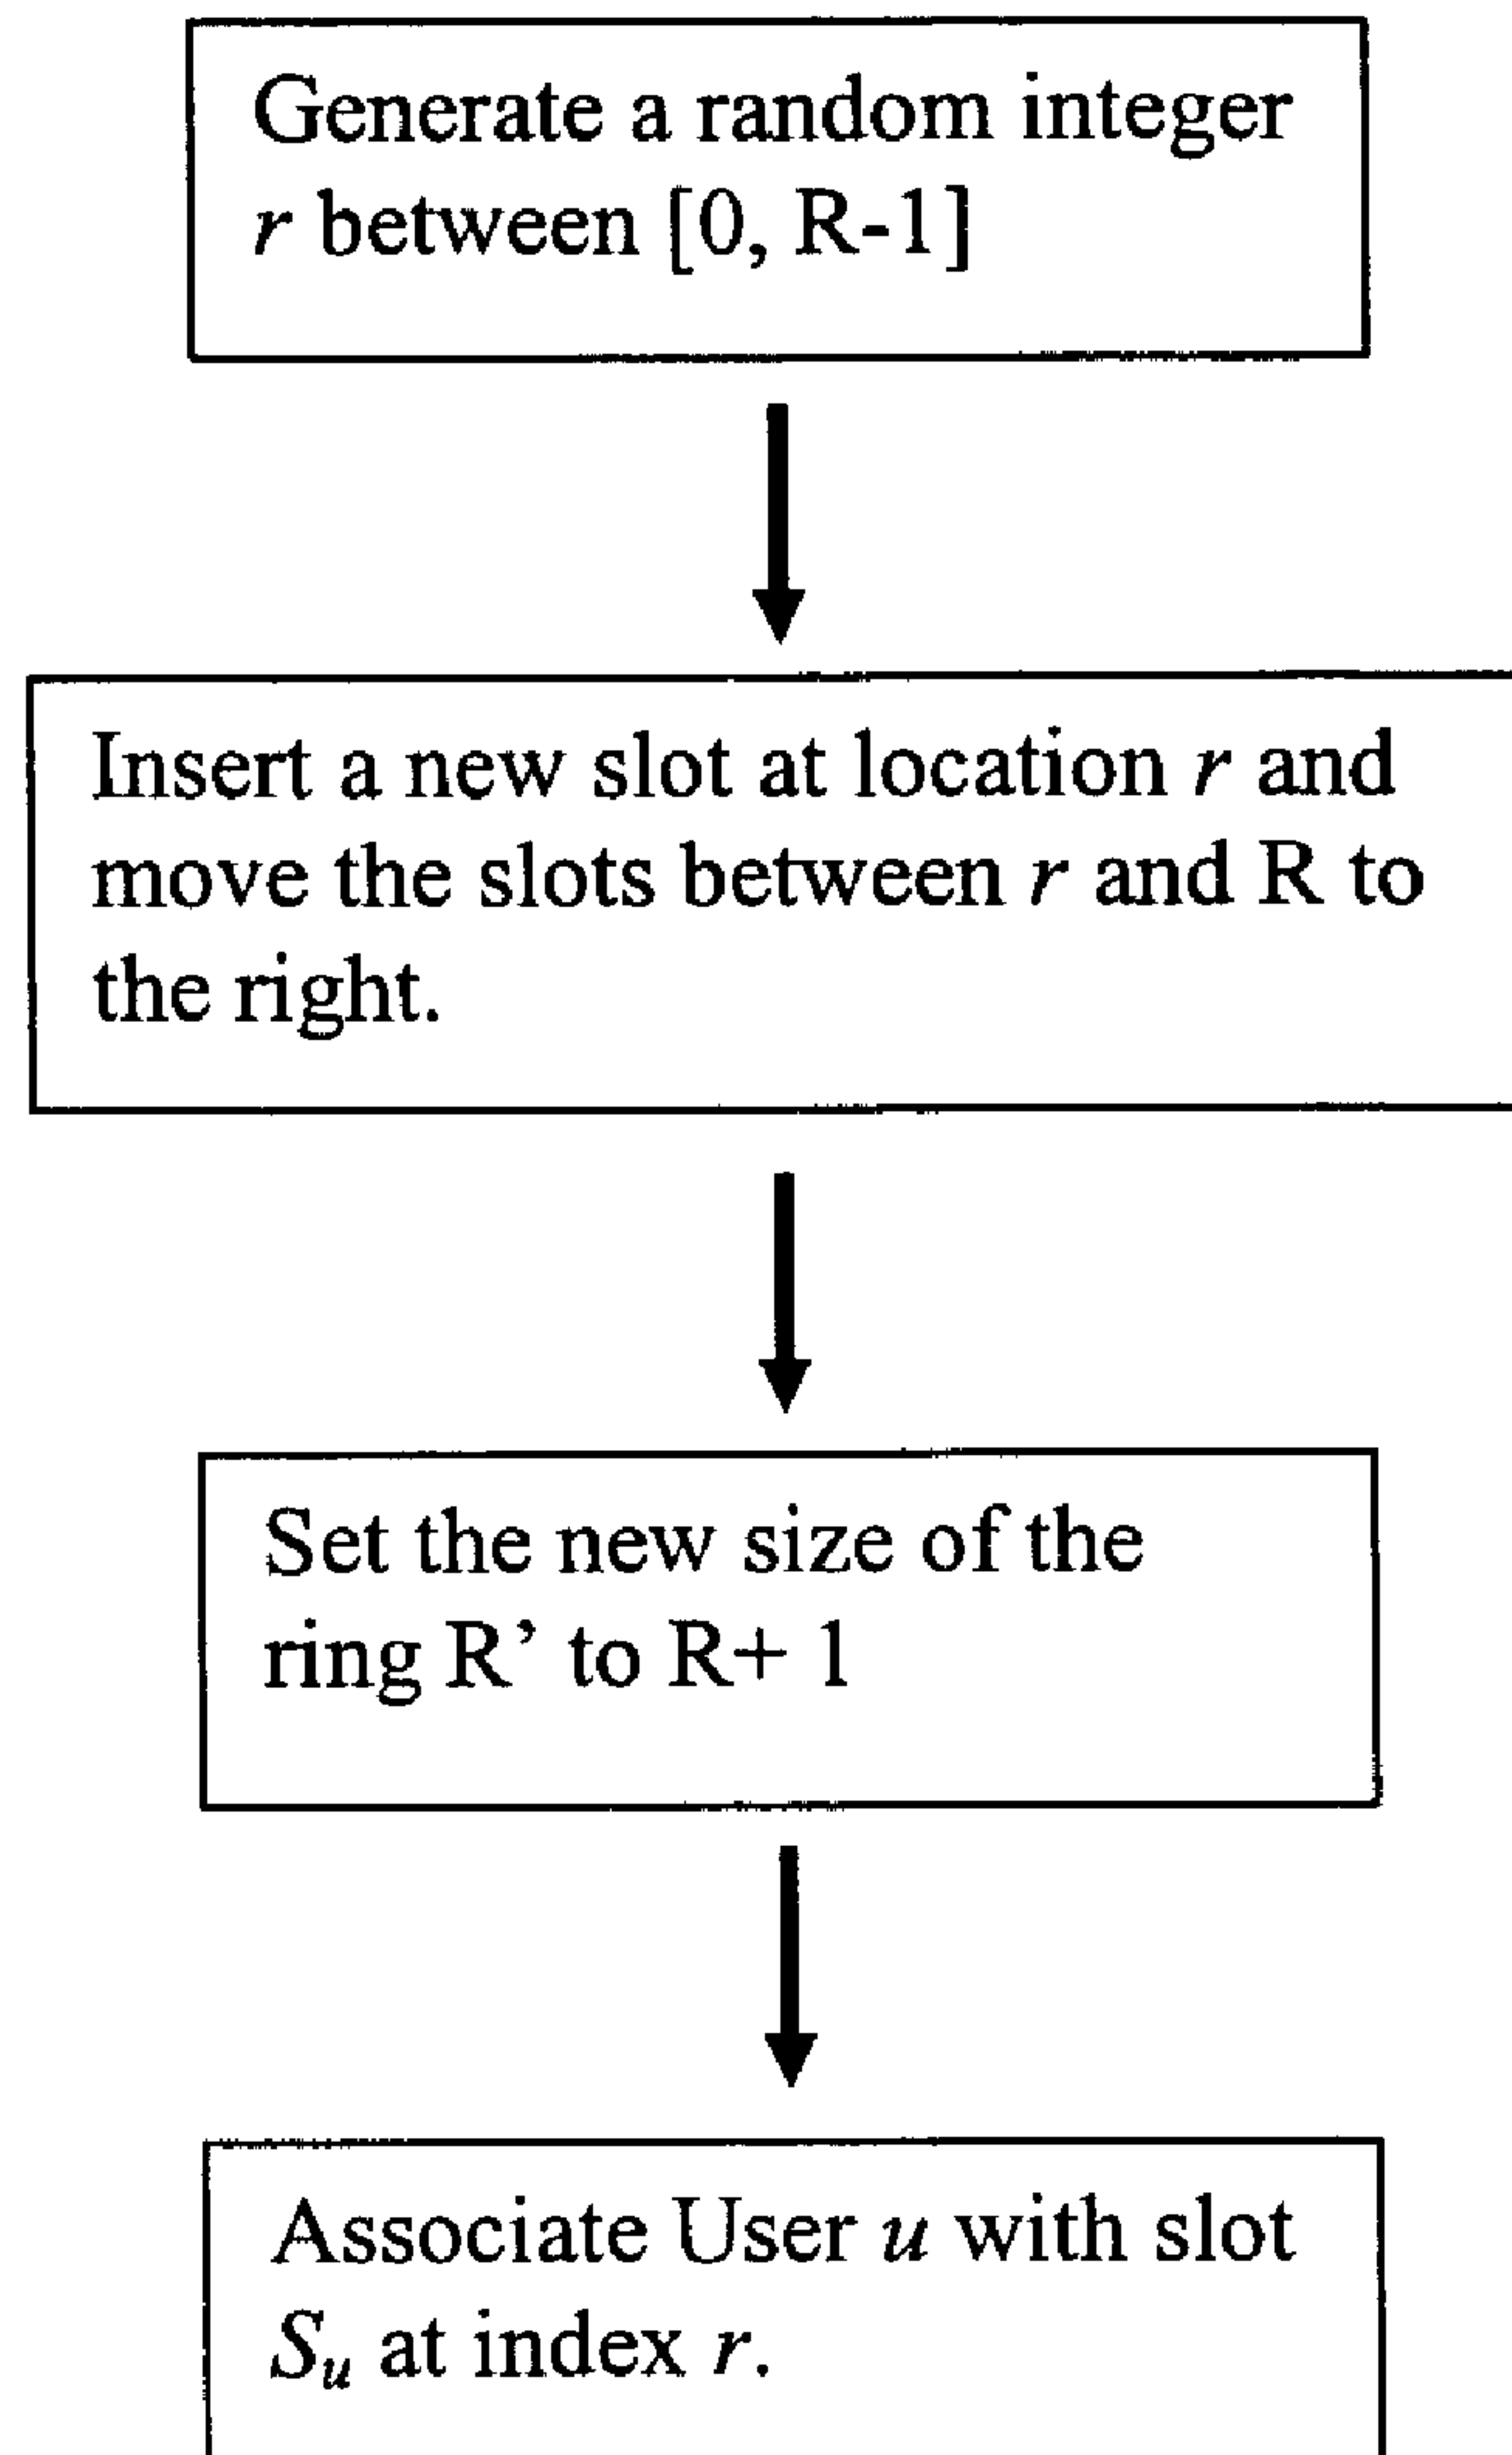 Generate a random integer
r between [0, R-1]
Insert a new slot at location r and
move the slots between r and R to
the right.
Set the new size of the
ring R’ to R+ 1
Associate User u with slot
Su at index r.